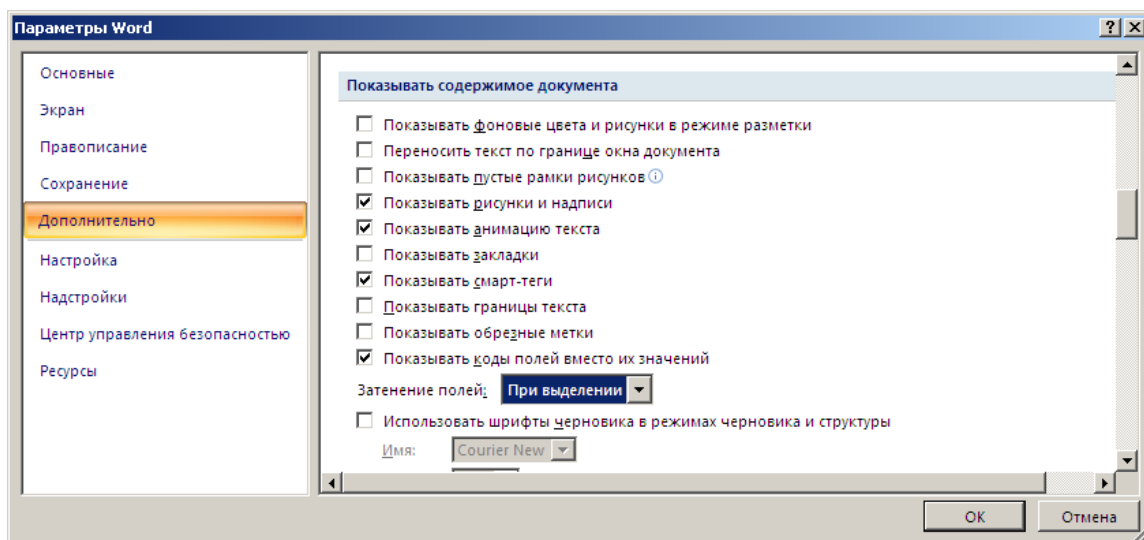 Параметры Word
Основные
Экран
Правописание
Сохранение
Дополнительно
Настройка
Надстройки
Центр управления безопасностью
Ресурсы
Показывать содержимое документа
Показывать фоновые цвета и рисунки в режиме разметки
Переносить текст по границе окна документа
Показывать пустые рамки рисунков
Показывать рисунки и надписи
Показывать анимацию текста
Показывать закладки
Показывать смарт-теги
Показывать границы текста
Показывать обрезные метки
Показывать коды полей вместо их значений
Затенение полей: При выделении
Использовать шрифты черновика в режимах черновика и структуры
Имя: Courier New
ОК Отмена